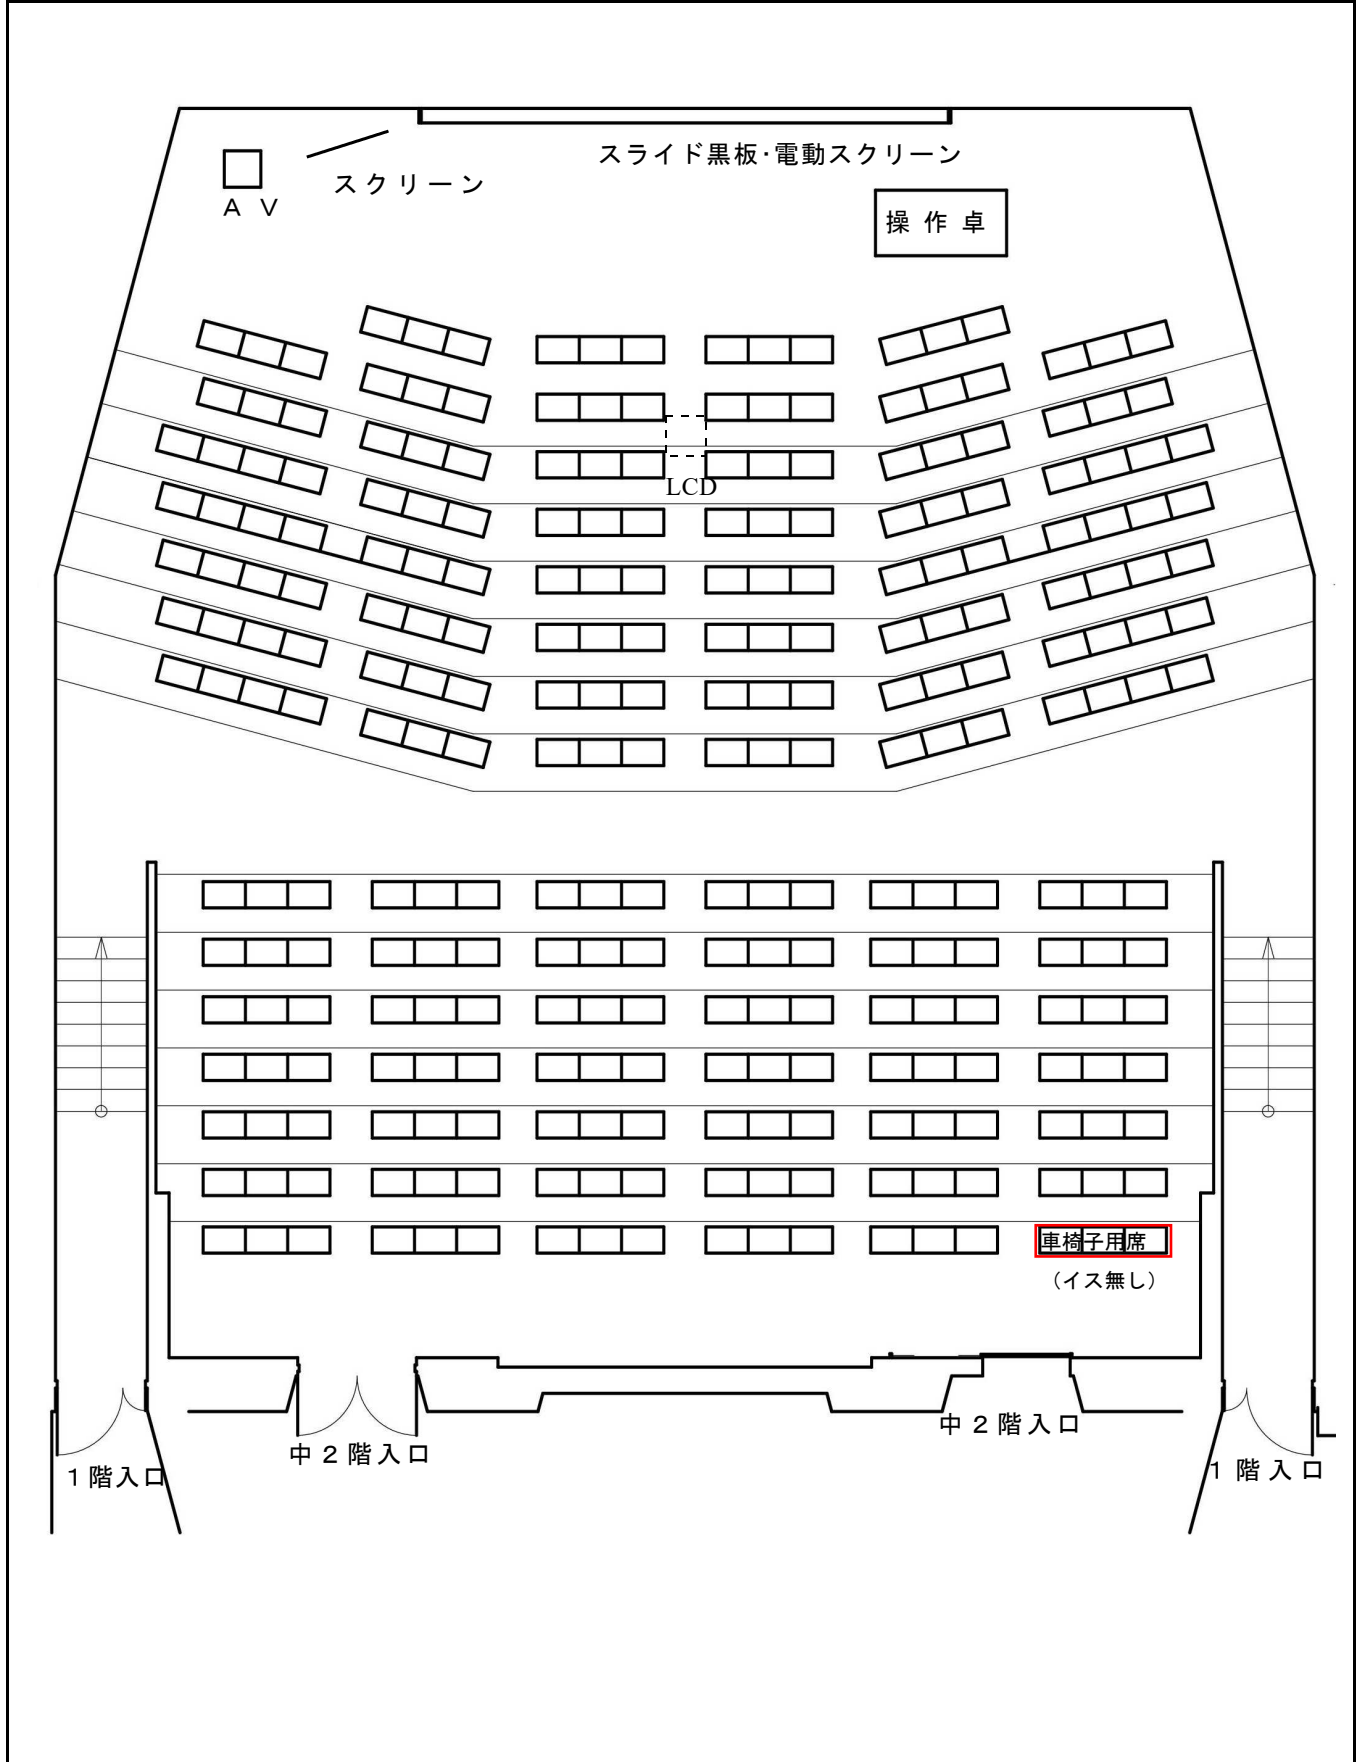 スライド黒板･電動スクリーン
スクリーン
ＡＶ
操作卓
LCD
車椅子用席
（イス無し）
中２階入口
中２階入口
１階入口
１階入口